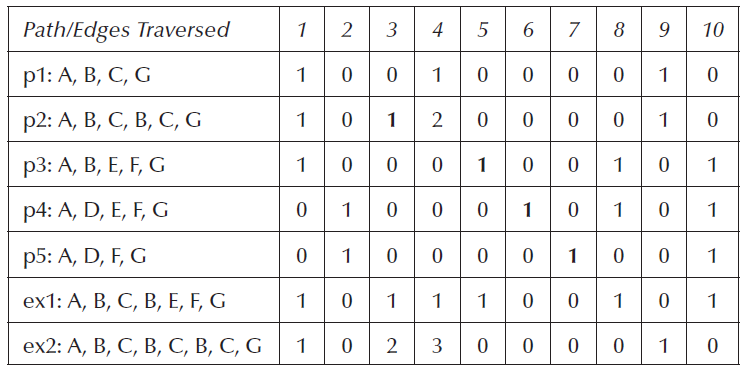 Path/Edges Traversed 1 2 3 4 5 6 7 8 9 10
p1: A, B, C, G 1 0 0 1 0 0 0 0 1 0
p2: A, B, C, B, C, G 1 0 1 2 0 0 0 0 1 0
p3: A, B, E, F, G 1 0 0 0 1 0 0 1 0 1
p4: A, D, E, F, G 0 1 0 0 0 1 0 1 0 1
p5: A, D, F, G 0 1 0 0 0 0 1 0 0 1
ex1: A, B, C, B, E, F, G 1 0 1 1 1 0 0 1 0 1
ex2: A, B, C, B, C, B, C, G 1 0 2 3 0 0 0 0 1 0